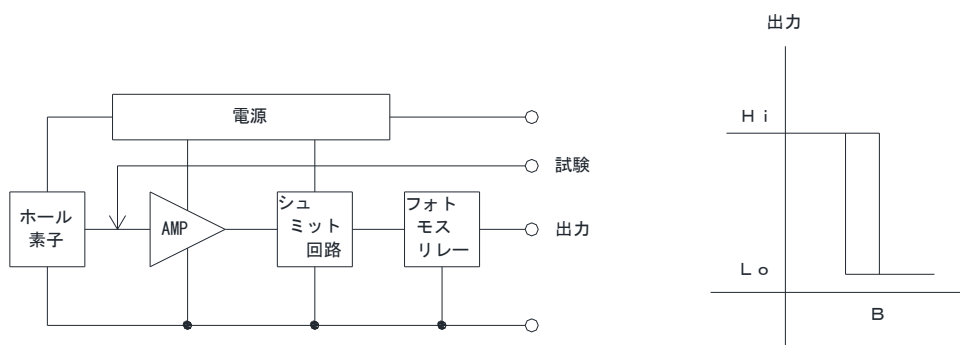 電源
試験
ホール
素子
AMP
シュ
ミット
回路
フォト
モス
リレー
出力
出力
Ｈｉ
Ｌｏ
Ｂ